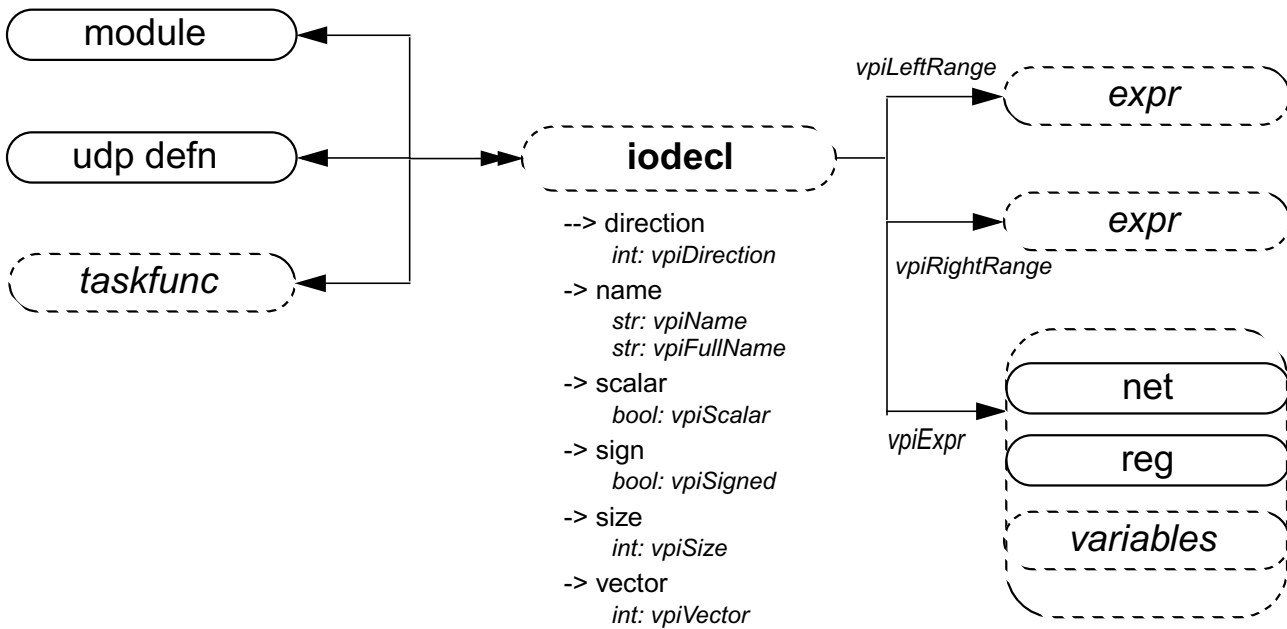 module
udp defn
taskfunc
iodecl
--> direction
int: vpiDirection
-> name
str: vpiName
str: vpiFullName
-> scalar
bool: vpiScalar
-> sign
bool: vpiSigned
-> size
int: vpiSize
-> vector
int: vpiVector
vpiLeftRange
expr
expr
vpiRightRange
vpiExpr
net
reg
variables